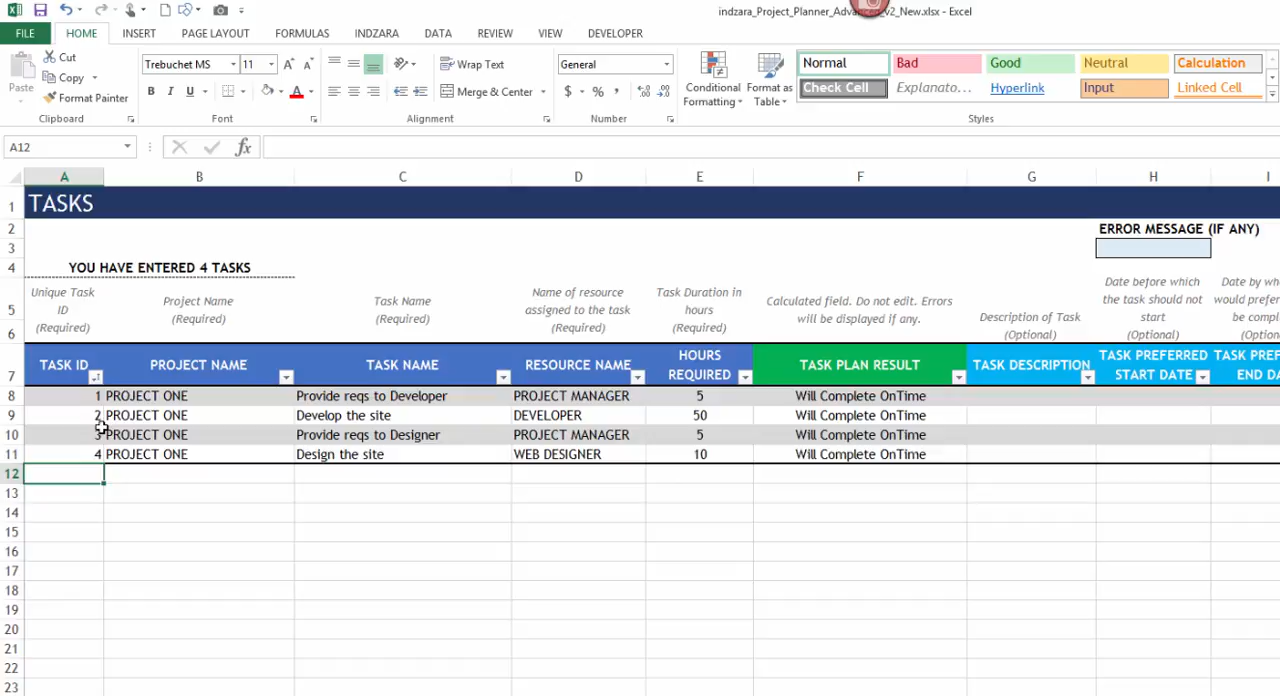 indzara_Project_Planner_Advanced_v2_New.xlsx - Excel
FILE HOME INSERT PAGE LAYOUT FORMULAS INDZARA DATA REVIEW VIEW DEVELOPER
Paste
Cut
Copy
Format Painter
Clipboard
Trebuchet MS 11
B I U
Font
Wrap Text
Merge & Center
Alignment
General
$ % ,
Number
Conditional Formatting
Format as Table
Normal Bad Good Neutral Calculation
Check Cell Explanato... Hyperlink Input Linked Cell
Styles
A12 fx
A B C D E F G H I
1 TASKS
2 ERROR MESSAGE (IF ANY)
3
4 YOU HAVE ENTERED 4 TASKS
5
6
Unique Task ID (Required)
Project Name (Required)
Task Name (Required)
Name of resource assigned to the task (Required)
Task Duration in hours (Required)
Calculated field. Do not edit. Errors will be displayed if any.
Description of Task (Optional)
Date before which the task should not start (Optional)
7 TASK ID PROJECT NAME TASK NAME RESOURCE NAME HOURS REQUIRED TASK PLAN RESULT TASK DESCRIPTION TASK PREFERRED START DATE
8 1 PROJECT ONE Provide reqs to Developer PROJECT MANAGER 5 Will Complete OnTime
9 2 PROJECT ONE Develop the site DEVELOPER 50 Will Complete OnTime
10 3 PROJECT ONE Provide reqs to Designer PROJECT MANAGER 5 Will Complete OnTime
11 4 PROJECT ONE Design the site WEB DESIGNER 10 Will Complete OnTime
12
13
14
15
16
17
18
19
20
21
22
23